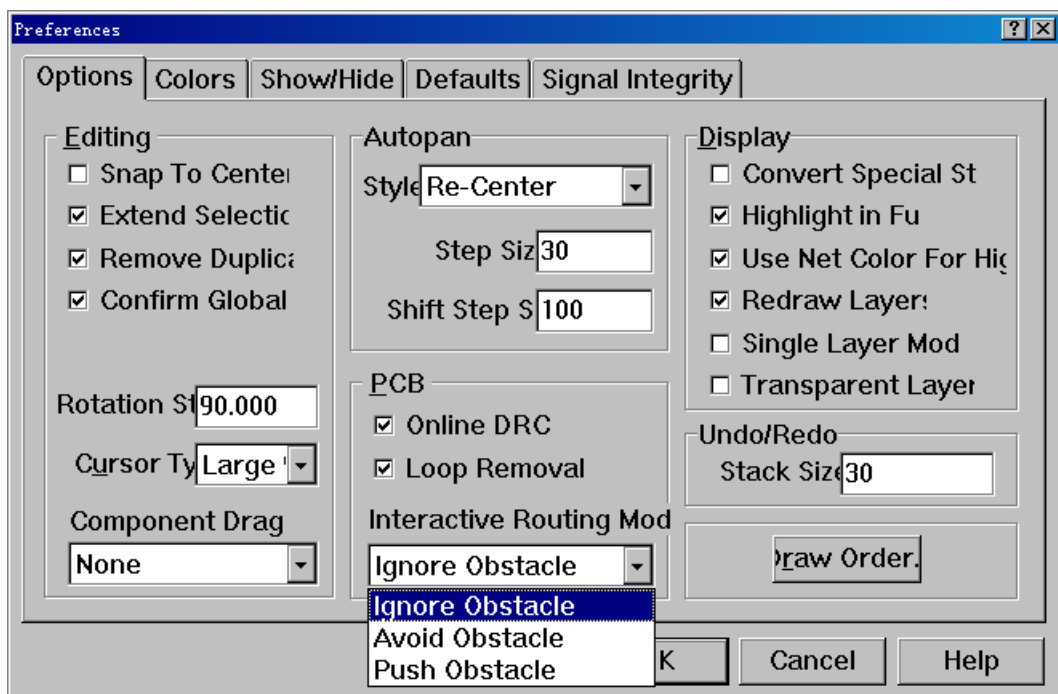 Preferences
Options
Colors
Show/Hide
Defaults
Signal Integrity
Editing
Snap To Center
Extend Selectic
Remove Duplica
Confirm Global
Rotation St 90.000
Cursor Ty Large
Component Drag
None
Autopan
Style Re-Center
Step Siz 30
Shift Step S 100
PCB
Online DRC
Loop Removal
Interactive Routing Mod
Ignore Obstacle
Ignore Obstacle
Avoid Obstacle
Push Obstacle
Display
Convert Special St
Highlight in Fu
Use Net Color For Hig
Redraw Layers
Single Layer Mod
Transparent Layer
Undo/Redo
Stack Size 30
raw Order.
K
Cancel
Help